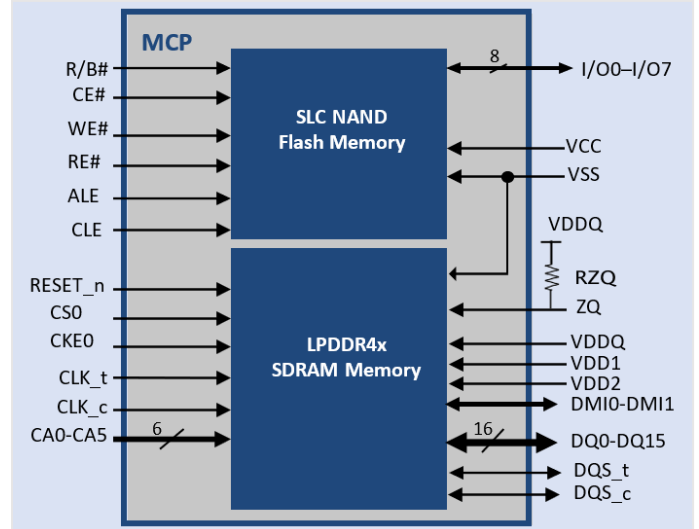 MCP
R/B#
CE#
WE#
RE#
ALE
CLE
SLC NAND
Flash Memory
8
I/O0–I/O7
VCC
VSS
VDDQ
RZQ
ZQ
RESET_n
CS0
CKE0
CLK_t
CLK_c
CA0-CA5
6
LPDDR4x
SDRAM Memory
VDDQ
VDD1
VDD2
DMI0-DMI1
16
DQ0-DQ15
DQS_t
DQS_c